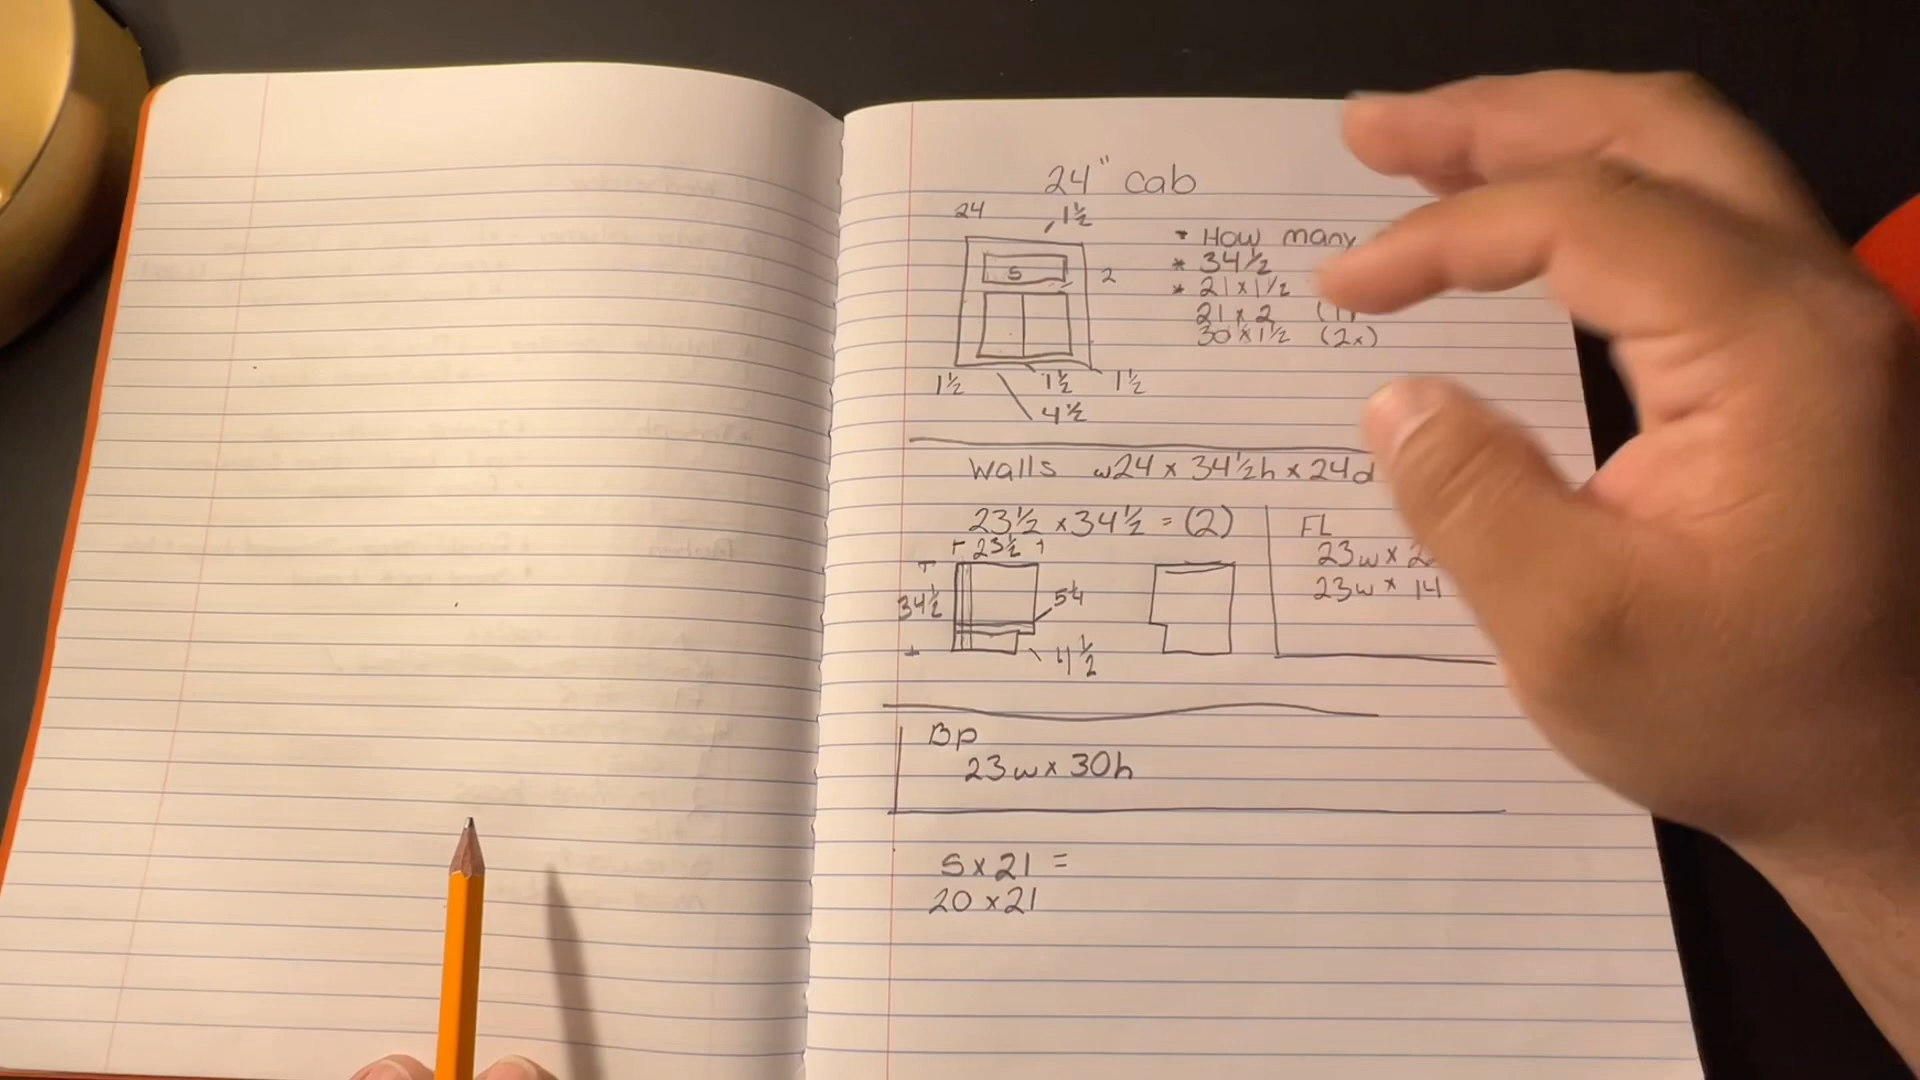 24" cab
24
1½
• How many
* 34½
5
2
* 21 x 1½
21 x 2
30 x 1½ (2x)
1½
1½
1½
4½
Walls w24 x 34½h x 24d
23½ x 34½ = (2)
FL
23½
23w x
34½
5¼
23w x 14
4½
Bp
23w x 30h
5 x 21 =
20 x 21